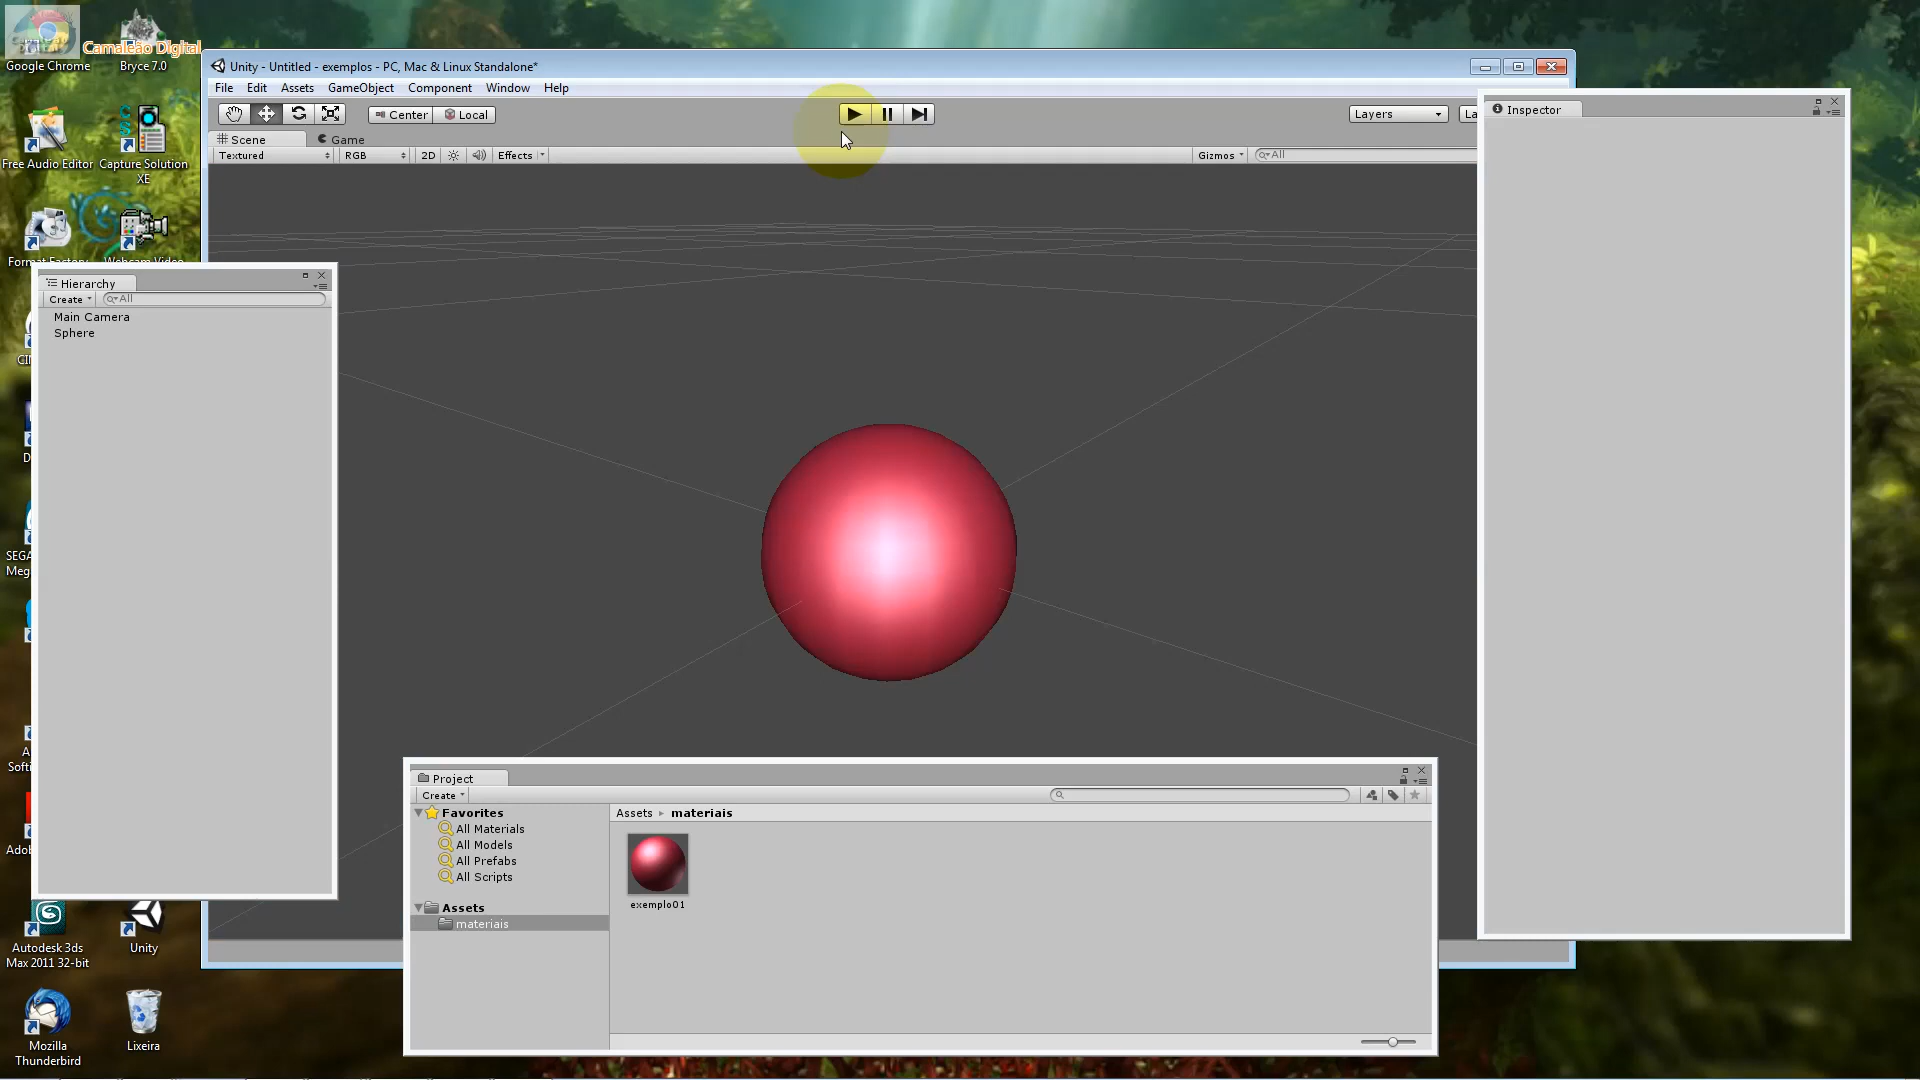 Google Chrome
Camaleão Digital
Bryce 7.0
Free Audio Editor
Capture Solution
XE
Format Factory
Webcam Video
SEGA
Meg
Softi
Adob
Autodesk 3ds
Max 2011 32-bit
Unity
Mozilla
Thunderbird
Lixeira
Unity - Untitled - exemplos - PC, Mac & Linux Standalone*
File Edit Assets GameObject Component Window Help
Center Local
Layers La
Scene Game
Textured RGB 2D Effects Gizmos All
Hierarchy
Create All
Main Camera
Sphere
Inspector
Project
Create
Favorites
All Materials
All Models
All Prefabs
All Scripts
Assets
materiais
Assets materiais
exemplo01